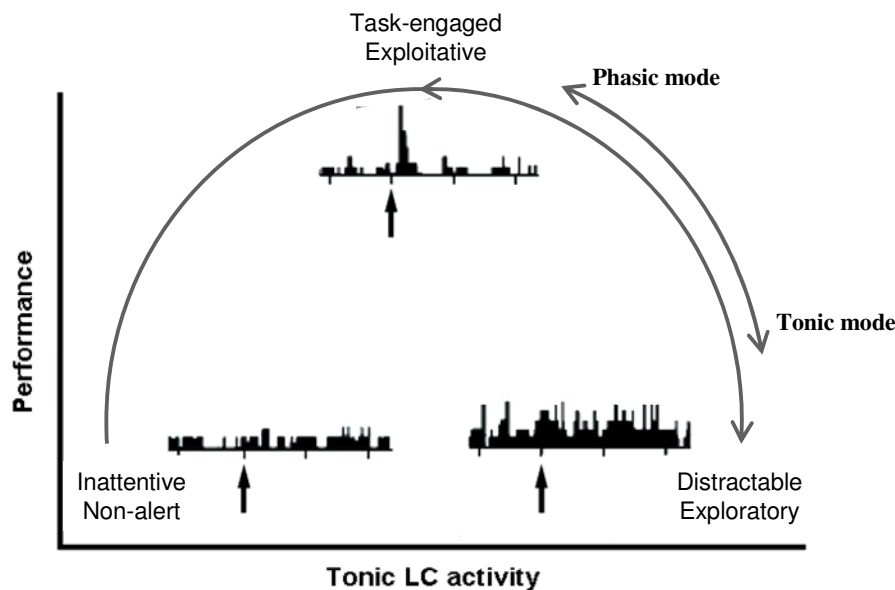 Task-engaged
Exploitative
Phasic mode
Tonic mode
Performance
Inattentive
Non-alert
Distractable
Exploratory
Tonic LC activity